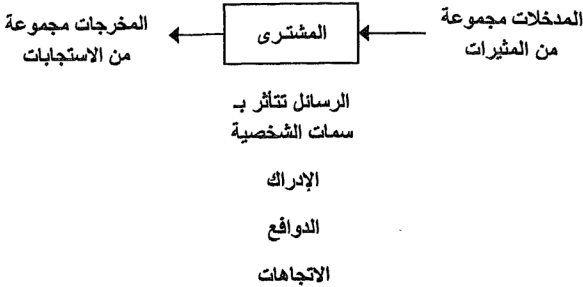 المدخلات مجموعة
من المثيرات
المشترى
المخرجات مجموعة
من الاستجابات
الرسائل تتأثر بـ
سمات الشخصية
الإدراك
الدوافع
الاتجاهات